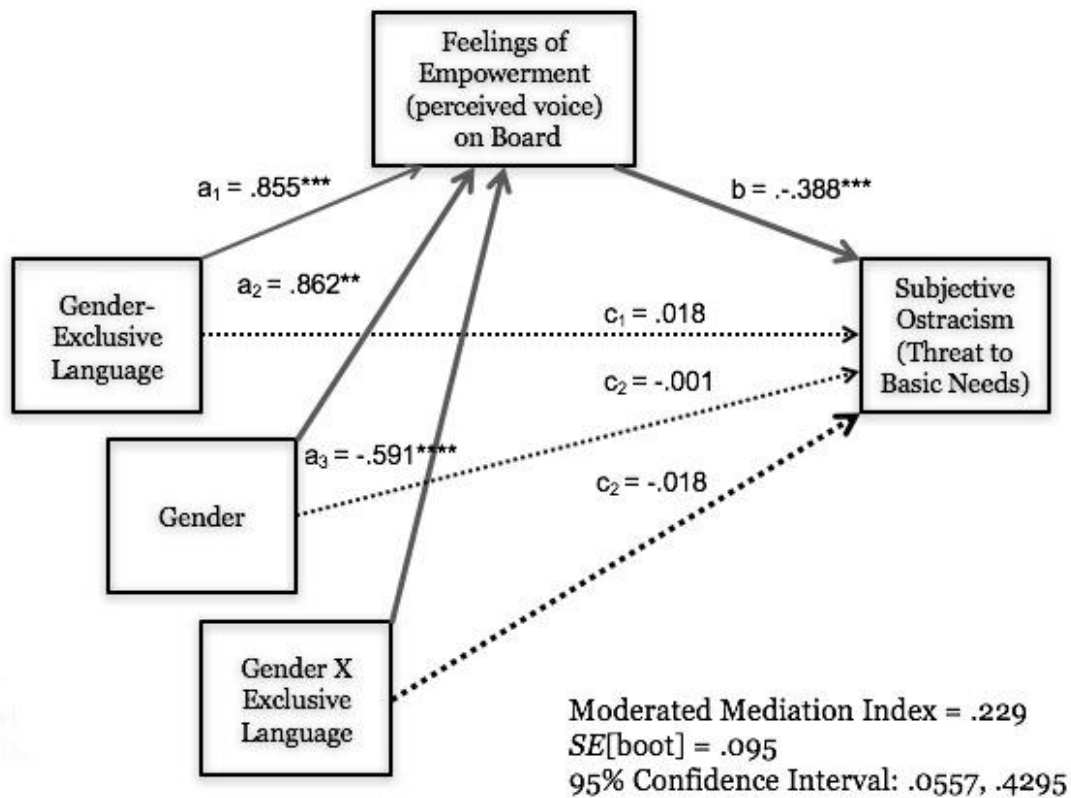 Feelings of
Empowerment
(perceived voice)
on Board
a₁ = .855***
b = .-.388***
a₂ = .862**
Gender-
Exclusive
Language
c₁ = .018
Subjective
Ostracism
(Threat to
Basic Needs)
c₂ = -.001
a₃ = -.591****
c₂ = -.018
Gender
Gender X
Exclusive
Language
Moderated Mediation Index = .229
SE[boot] = .095
95% Confidence Interval: .0557, .4295